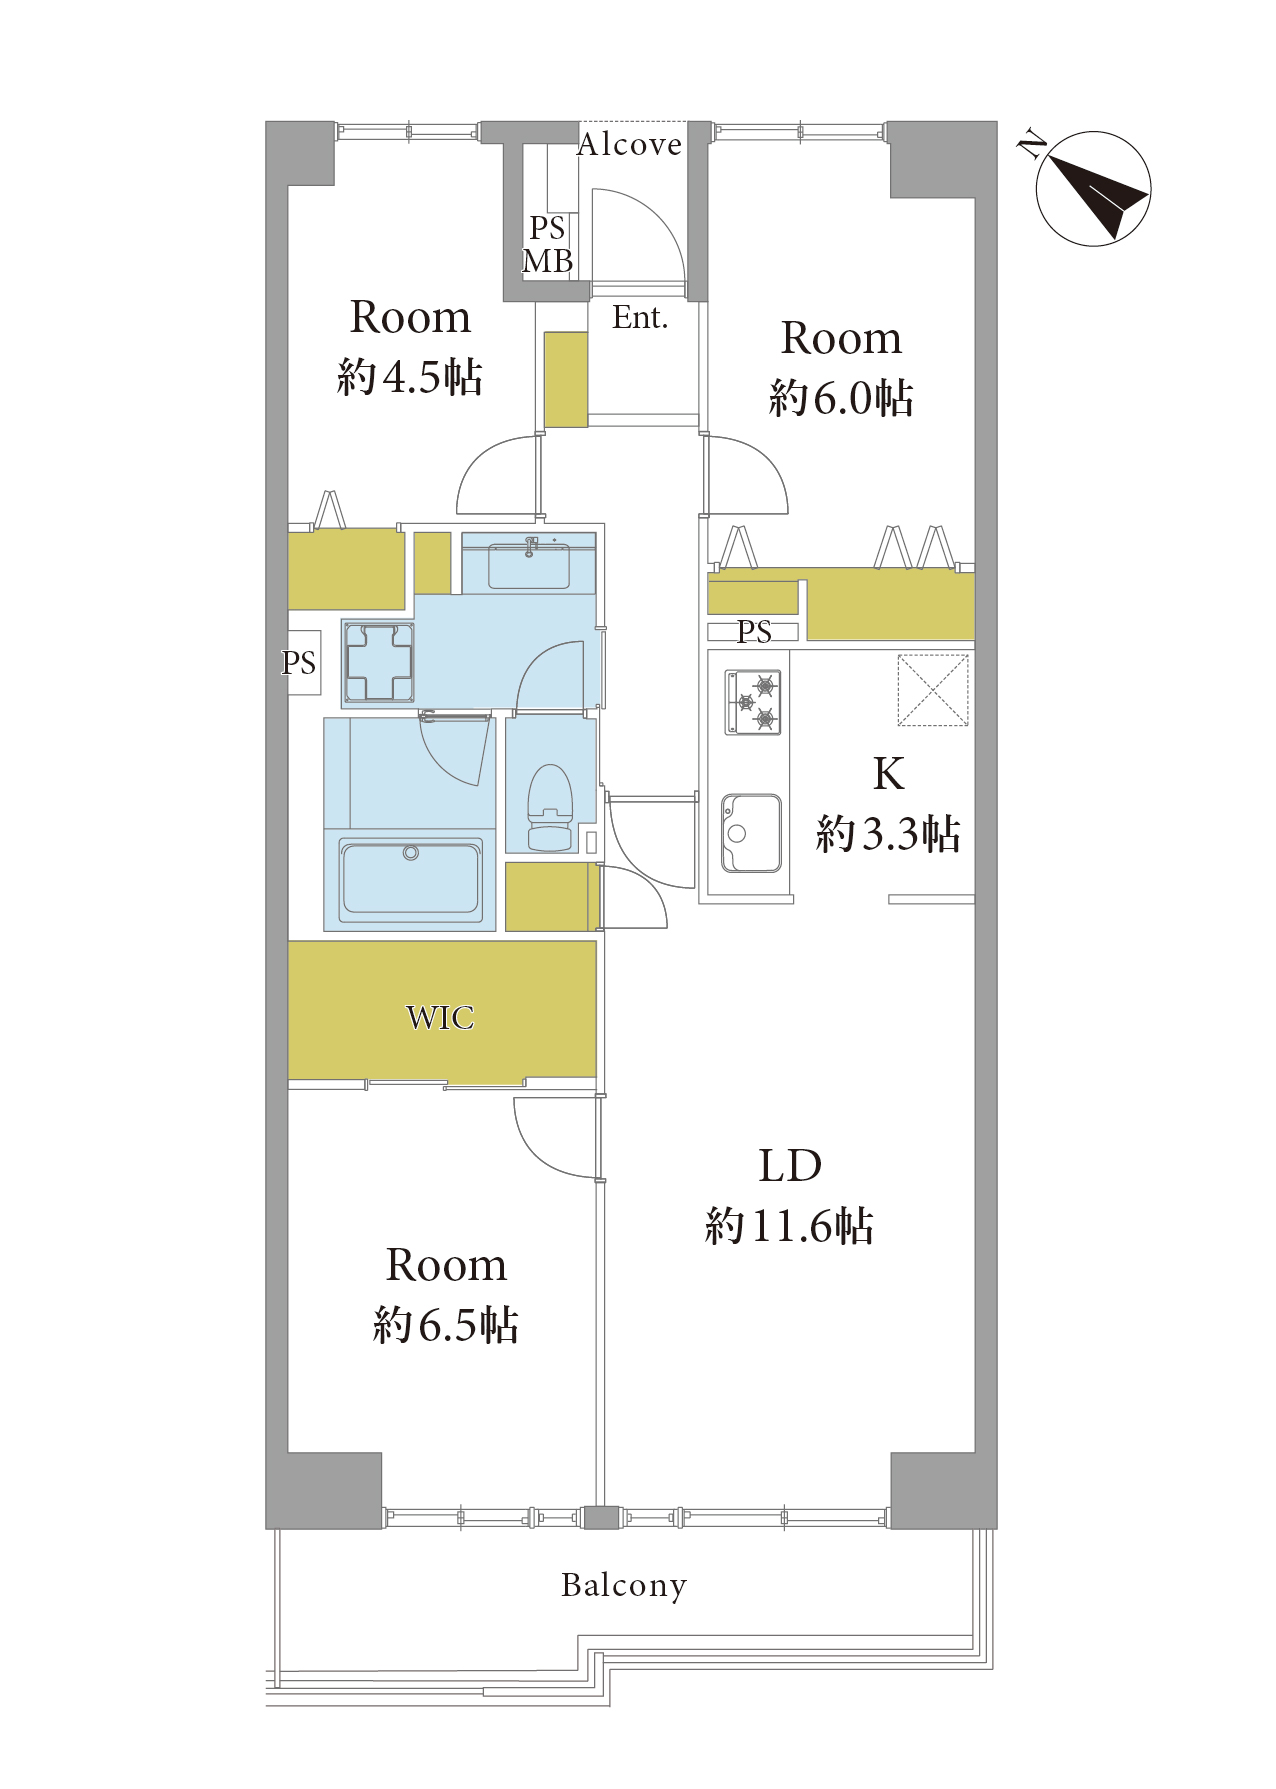 Alcove
N
PS
MB
Ent.
Room
約4.5帖
Room
約6.0帖
PS
PS
K
約3.3帖
WIC
LD
約11.6帖
Room
約6.5帖
Balcony